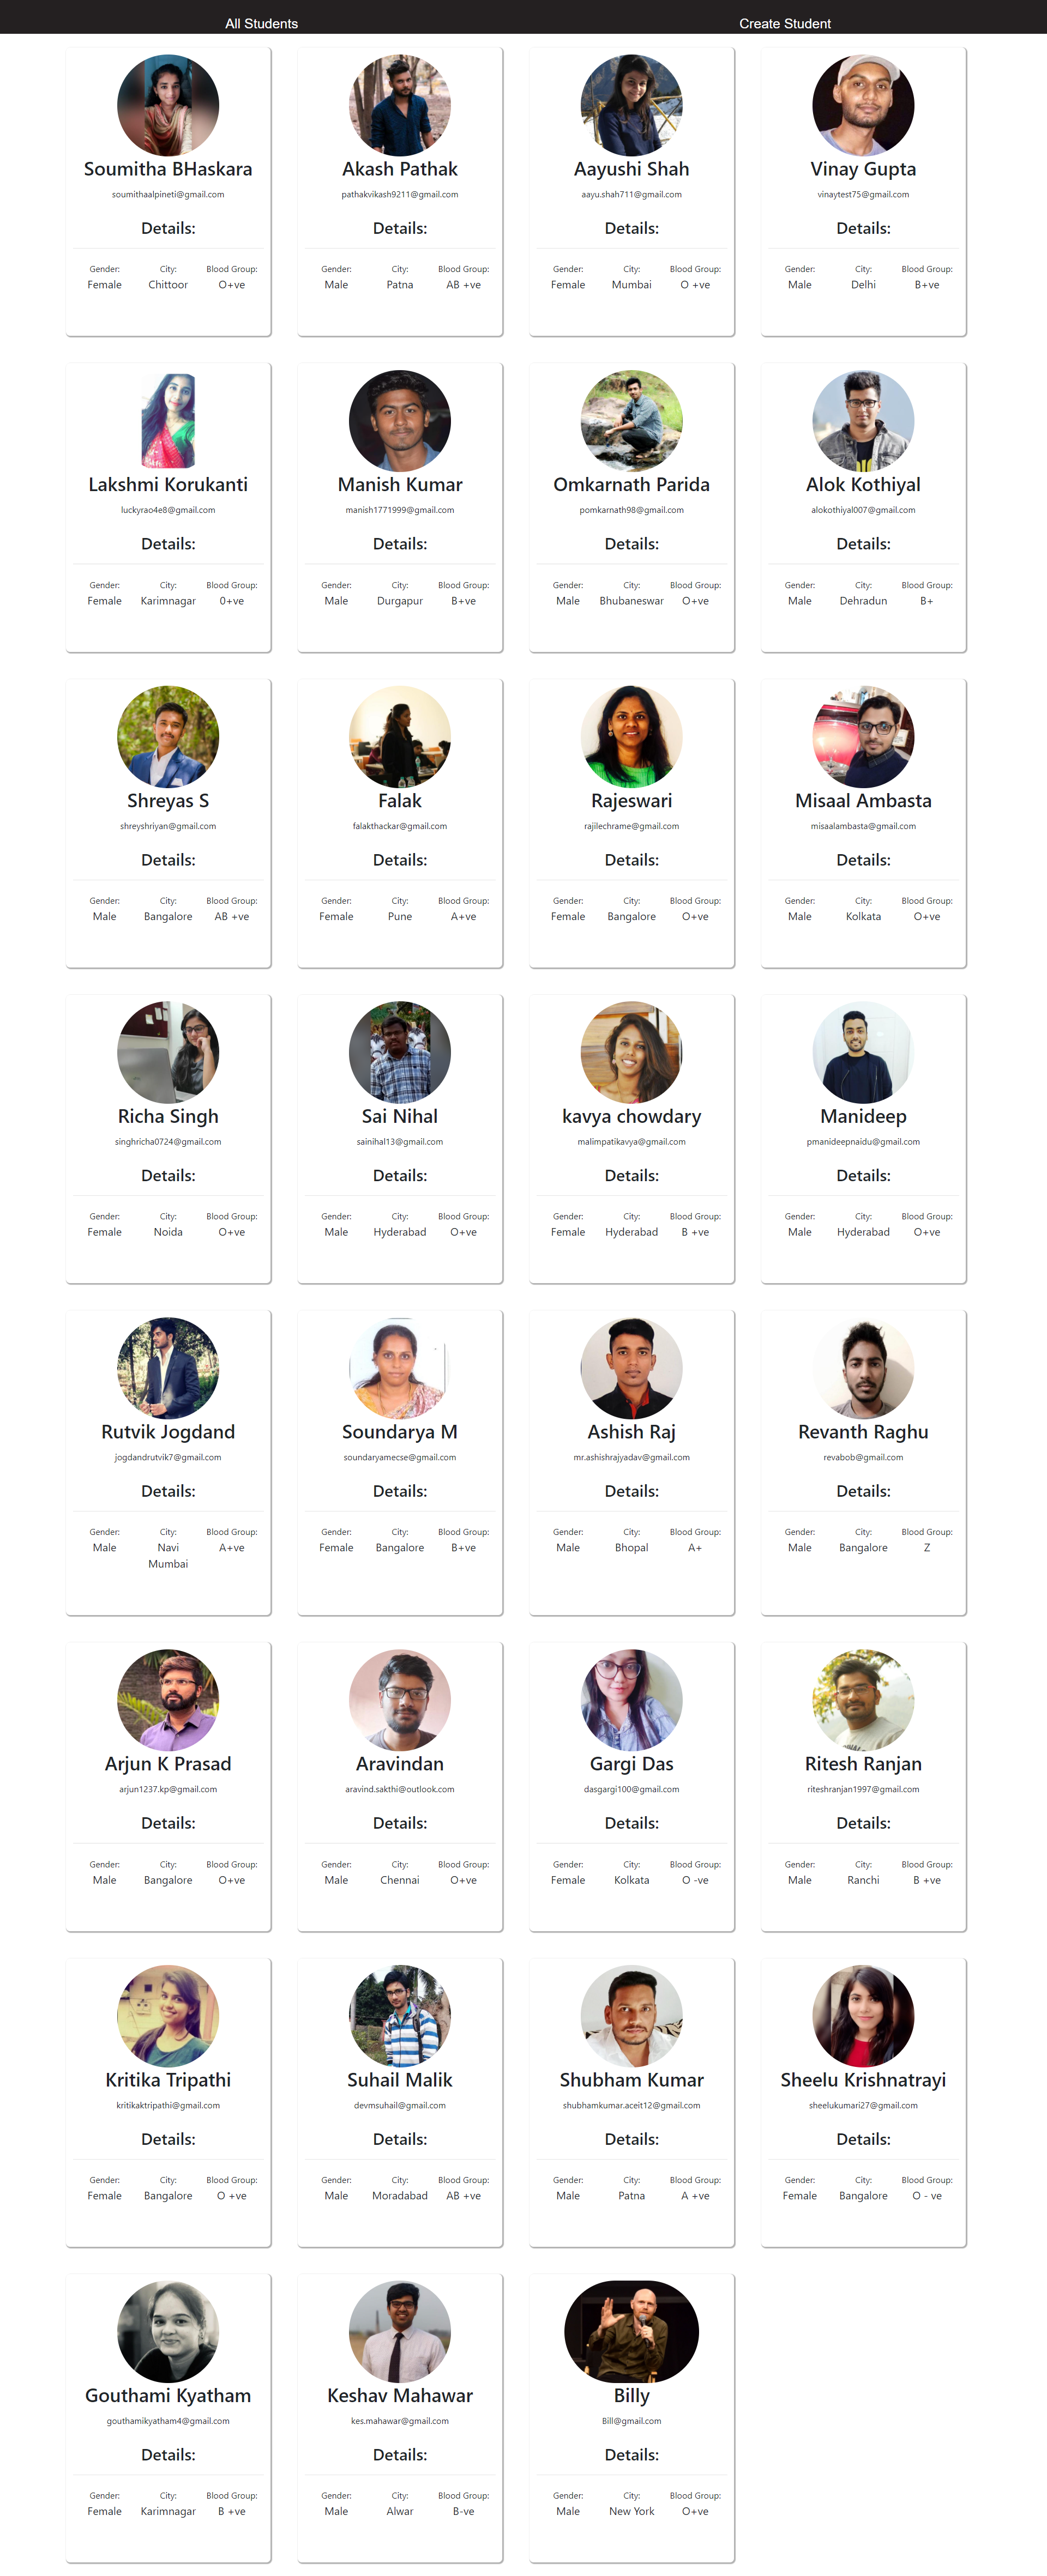 All Students Create Student
Soumitha BHaskara Akash Pathak Aayushi Shah Vinay Gupta
soumithaalpineti@gmail.com pathakvikash9211@gmail.com aayu.shah711@gmail.com vinaytest75@gmail.com
Details: Details: Details: Details:
Gender: City: Blood Group: Gender: City: Blood Group: Gender: City: Blood Group: Gender: City: Blood Group:
Female Chittoor O+ve Male Patna AB +ve Female Mumbai O +ve Male Delhi B+ve
Lakshmi Korukanti Manish Kumar Omkarnath Parida Alok Kothiyal
luckyrao4e8@gmail.com manish1771999@gmail.com pomkarnath98@gmail.com alokothiyal007@gmail.com
Details: Details: Details: Details:
Gender: City: Blood Group: Gender: City: Blood Group: Gender: City: Blood Group: Gender: City: Blood Group:
Female Karimnagar 0+ve Male Durgapur B+ve Male Bhubaneswar O+ve Male Dehradun B+
Shreyas S Falak Rajeswari Misaal Ambasta
shreyshriyan@gmail.com falakthackar@gmail.com rajilechrame@gmail.com misaalambasta@gmail.com
Details: Details: Details: Details:
Gender: City: Blood Group: Gender: City: Blood Group: Gender: City: Blood Group: Gender: City: Blood Group:
Male Bangalore AB +ve Female Pune A+ve Female Bangalore O+ve Male Kolkata O+ve
Richa Singh Sai Nihal kavya chowdary Manideep
singhricha0724@gmail.com sainihal13@gmail.com malimpatikavya@gmail.com pmanideepnaidu@gmail.com
Details: Details: Details: Details:
Gender: City: Blood Group: Gender: City: Blood Group: Gender: City: Blood Group: Gender: City: Blood Group:
Female Noida O+ve Male Hyderabad O+ve Female Hyderabad B +ve Male Hyderabad O+ve
Rutvik Jogdand Soundarya M Ashish Raj Revanth Raghu
jogdandrutvik7@gmail.com soundaryamecse@gmail.com mr.ashishrajyadav@gmail.com revabob@gmail.com
Details: Details: Details: Details:
Gender: City: Blood Group: Gender: City: Blood Group: Gender: City: Blood Group: Gender: City: Blood Group:
Male Navi A+ve Female Bangalore B+ve Male Bhopal A+ Male Bangalore Z
Mumbai
Arjun K Prasad Aravindan Gargi Das Ritesh Ranjan
arjun1237.kp@gmail.com aravind.sakthi@outlook.com dasgargi100@gmail.com riteshranjan1997@gmail.com
Details: Details: Details: Details:
Gender: City: Blood Group: Gender: City: Blood Group: Gender: City: Blood Group: Gender: City: Blood Group:
Male Bangalore O+ve Male Chennai O+ve Female Kolkata O -ve Male Ranchi B +ve
Kritika Tripathi Suhail Malik Shubham Kumar Sheelu Krishnatrayi
kritikaktripathi@gmail.com devmsuhail@gmail.com shubhamkumar.aceit12@gmail.com sheelukumari27@gmail.com
Details: Details: Details: Details:
Gender: City: Blood Group: Gender: City: Blood Group: Gender: City: Blood Group: Gender: City: Blood Group:
Female Bangalore O +ve Male Moradabad AB +ve Male Patna A +ve Female Bangalore O - ve
Gouthami Kyatham Keshav Mahawar Billy
gouthamikyatham4@gmail.com kes.mahawar@gmail.com Bill@gmail.com
Details: Details: Details:
Gender: City: Blood Group: Gender: City: Blood Group: Gender: City: Blood Group:
Female Karimnagar B +ve Male Alwar B-ve Male New York O+ve